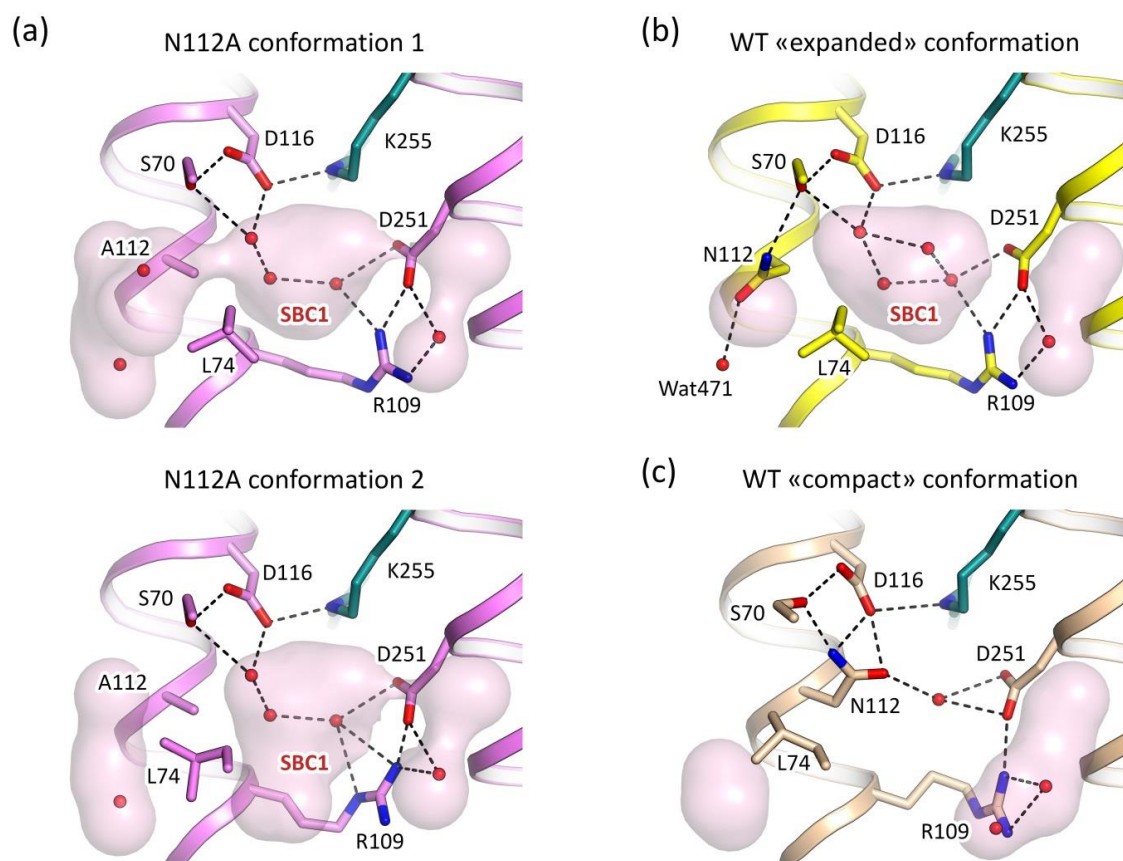 (a)
N112A conformation 1
D116
S70
K255
D251
A112
SBC1
L74
R109
(b)
WT «expanded» conformation
D116
S70
K255
D251
N112
SBC1
L74
Wat471
R109
N112A conformation 2
D116
S70
K255
D251
A112
SBC1
L74
R109
(c)
WT «compact» conformation
D116
S70
K255
D251
N112
L74
R109